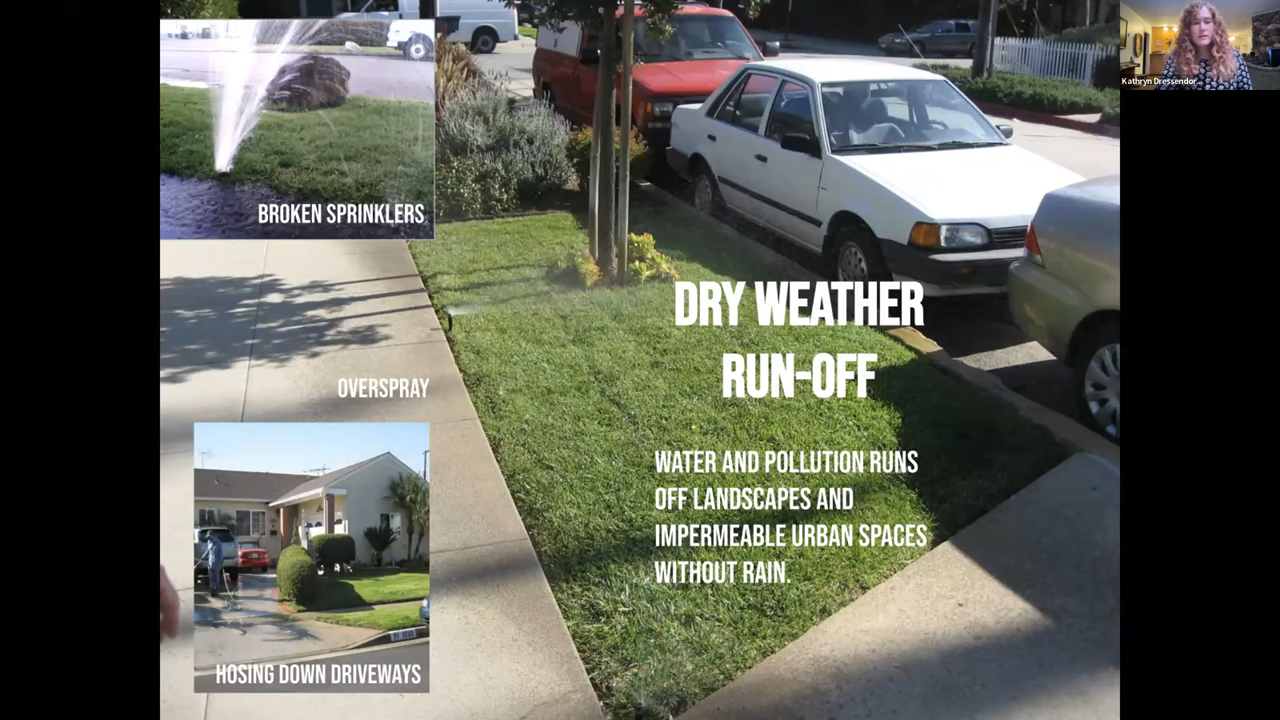 Kathryn Dressendor...
BROKEN SPRINKLERS
OVERSPRAY
HOSING DOWN DRIVEWAYS
DRY WEATHER
RUN-OFF
WATER AND POLLUTION RUNS
OFF LANDSCAPES AND
IMPERMEABLE URBAN SPACES
WITHOUT RAIN.